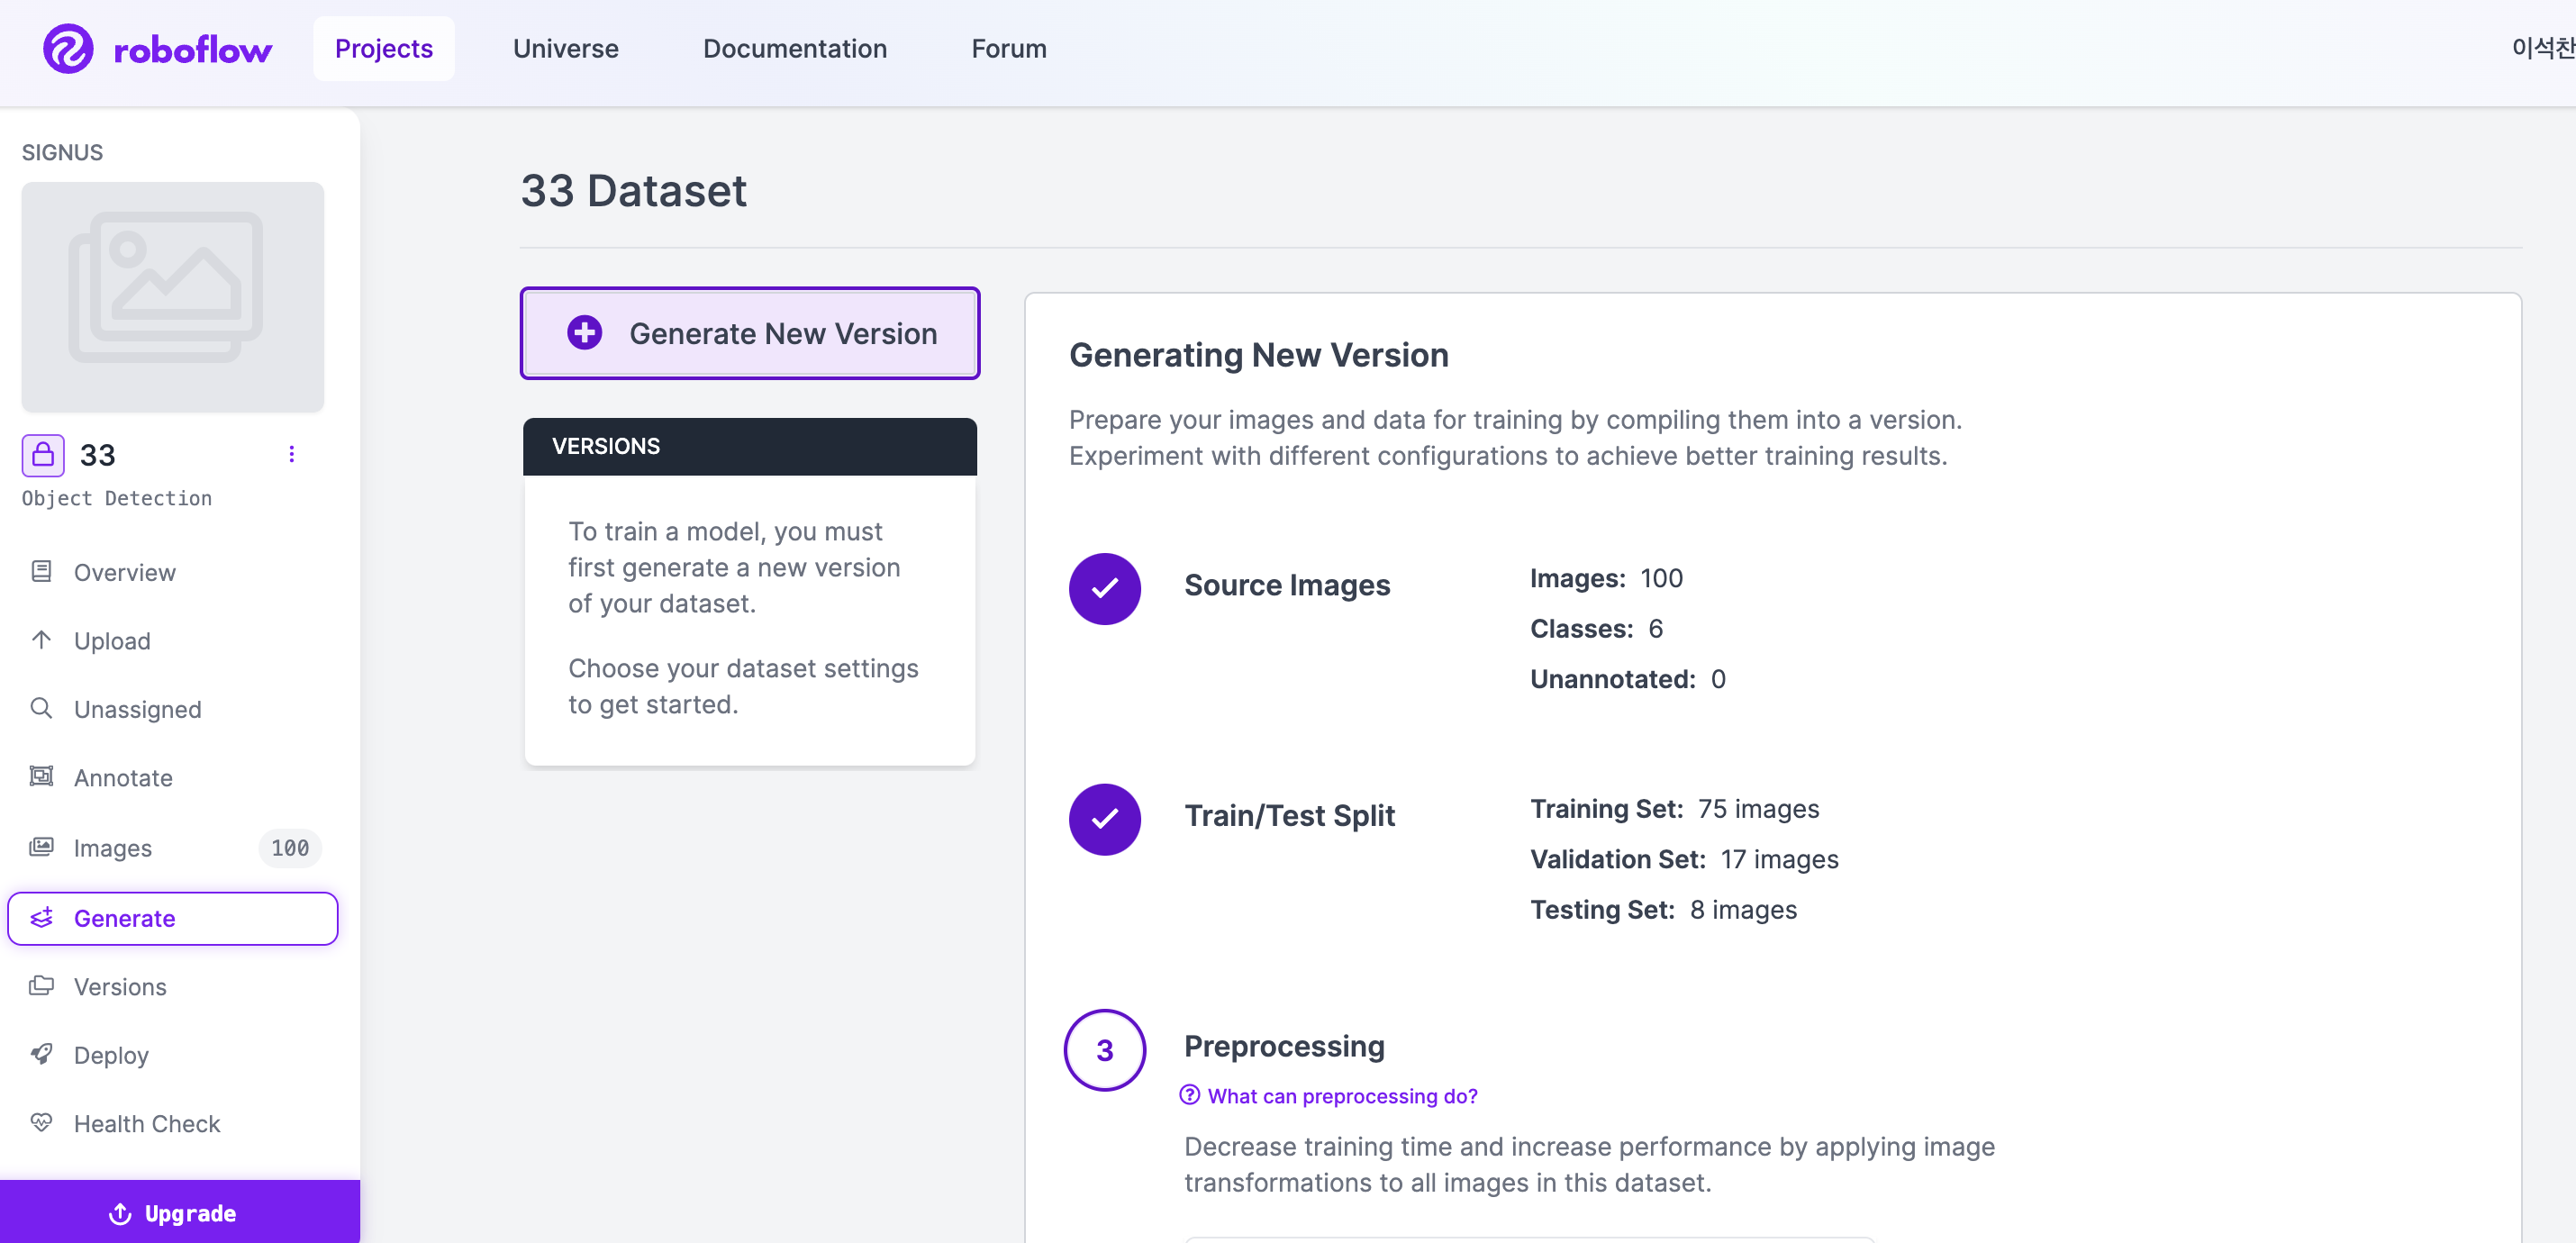 roboflow
Projects
Universe
Documentation
Forum
이석찬
SIGNUS
33
Object Detection
Overview
Upload
Unassigned
Annotate
Images 100
Generate
Versions
Deploy
Health Check
Upgrade
33 Dataset
Generate New Version
VERSIONS
To train a model, you must
first generate a new version
of your dataset.
Choose your dataset settings
to get started.
Generating New Version
Prepare your images and data for training by compiling them into a version.
Experiment with different configurations to achieve better training results.
Source Images
Images: 100
Classes: 6
Unannotated: 0
Train/Test Split
Training Set: 75 images
Validation Set: 17 images
Testing Set: 8 images
3
Preprocessing
What can preprocessing do?
Decrease training time and increase performance by applying image
transformations to all images in this dataset.